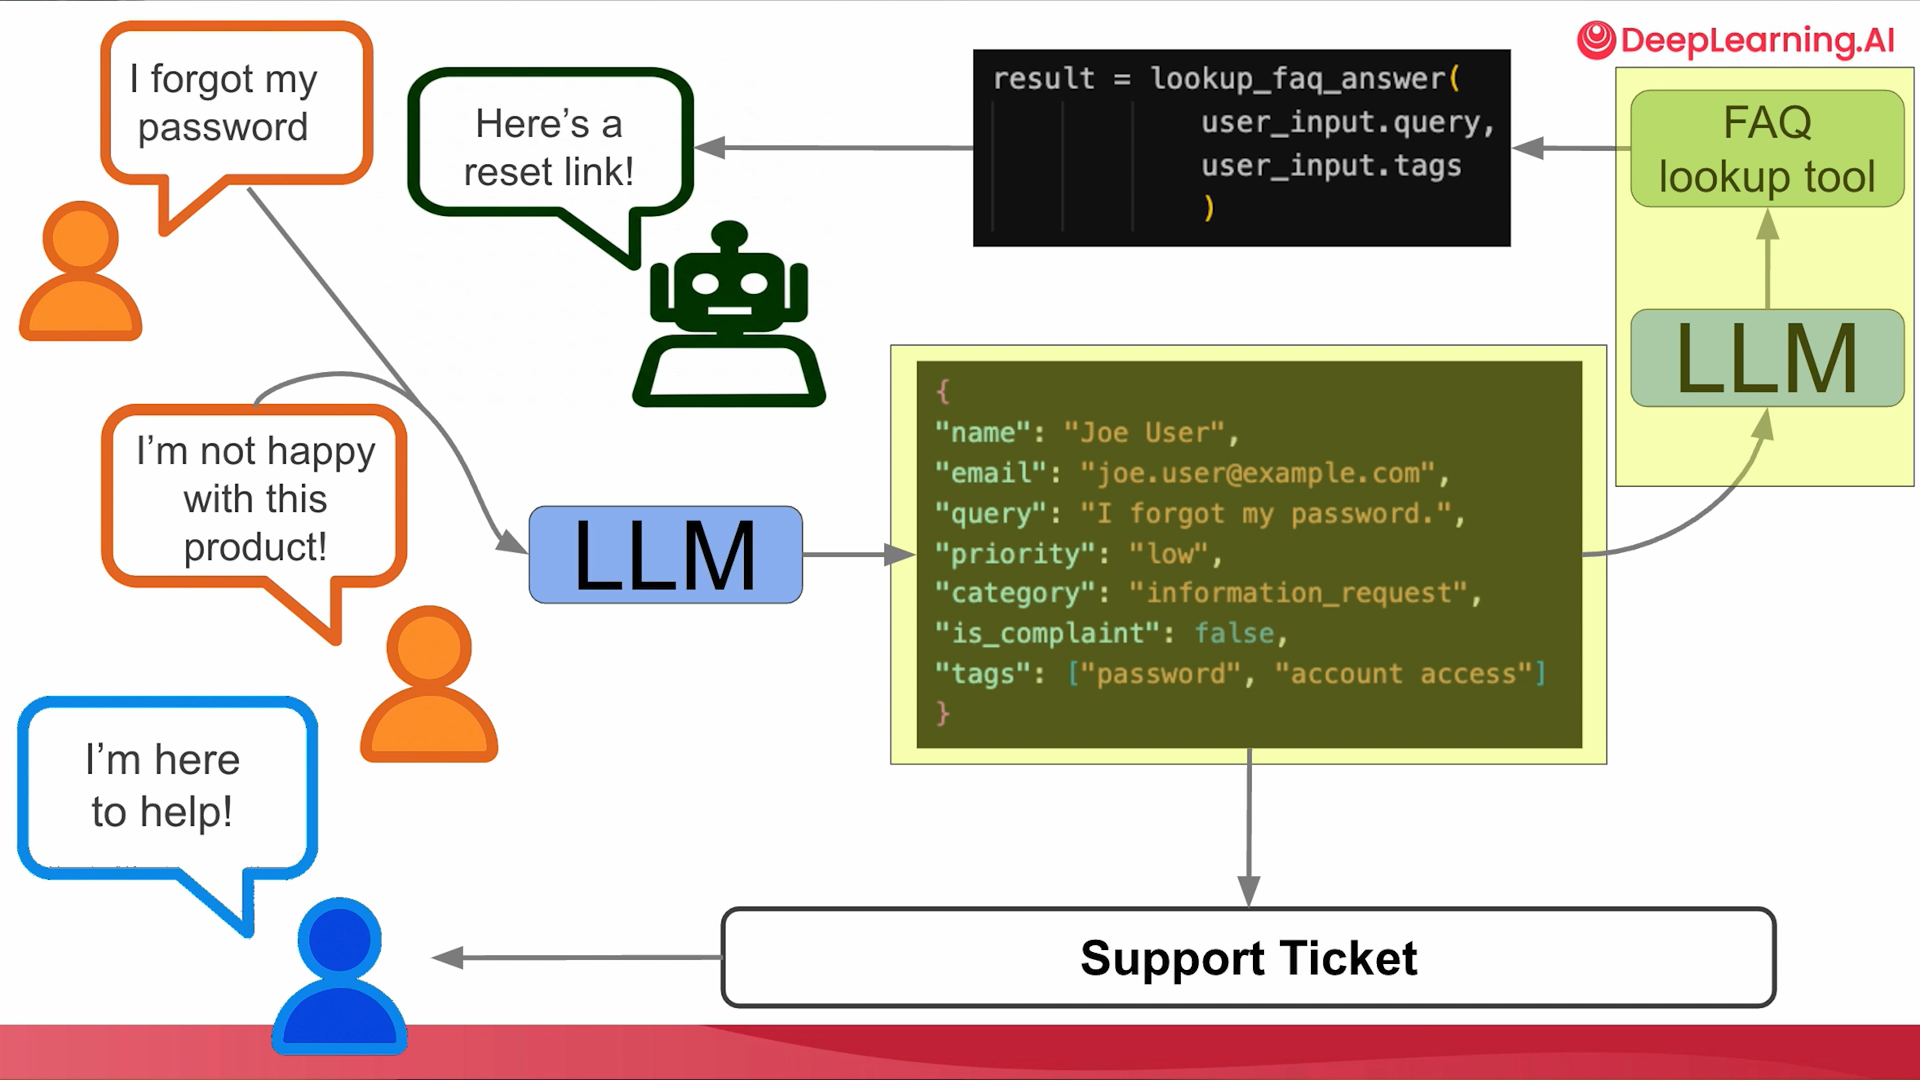 DeepLearning.AI
I forgot my
password
Here's a
reset link!
result = lookup_faq_answer(
user_input.query,
user_input.tags
)
FAQ
lookup tool
LLM
I'm not happy
with this
product!
LLM
{
"name": "Joe User",
"email": "joe.user@example.com",
"query": "I forgot my password.",
"priority": "low",
"category": "information_request",
"is_complaint": false,
"tags": ["password", "account access"]
}
I'm here
to help!
Support Ticket